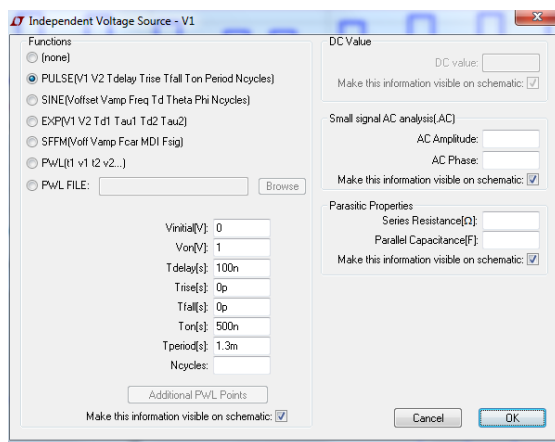 Independent Voltage Source - V1
Functions
(none)
PULSE(V1 V2 Tdelay Trise Tfall Ton Period Ncycles)
SINE(Voffset Vamp Freq Td Theta Phi Ncycles)
EXP(V1 V2 Td1 Tau1 Td2 Tau2)
SFFM(Voff Vamp Fcar MDI Fsig)
PWL(t1 v1 t2 v2...)
PWL FILE:
Browse
Vinitial[V]: 0
Von[V]: 1
Tdelay[s]: 100n
Trise[s]: 0p
Tfall[s]: 0p
Ton[s]: 500n
Tperiod[s]: 1.3m
Ncycles:
Additional PWL Points
Make this information visible on schematic:
DC Value
DC value:
Make this information visible on schematic:
Small signal AC analysis(.AC)
AC Amplitude:
AC Phase:
Make this information visible on schematic:
Parasitic Properties
Series Resistance[Ω]:
Parallel Capacitance[F]:
Make this information visible on schematic:
Cancel
OK